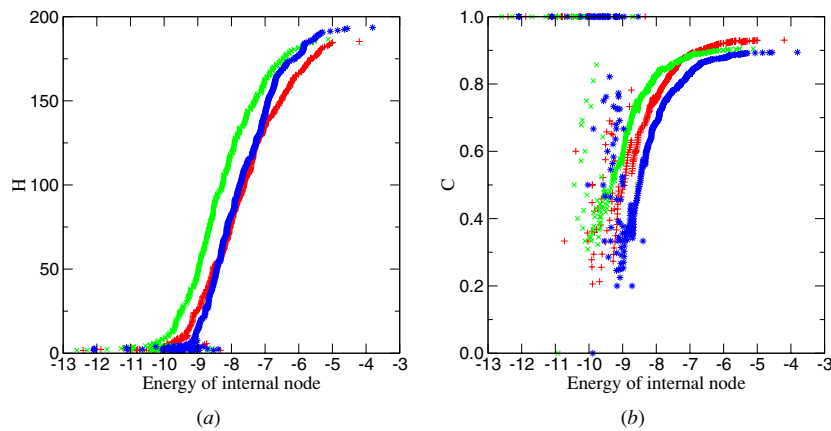 200
150
100
50
0
H
-13 -12 -11 -10 -9 -8 -7 -6 -5 -4 -3
Energy of internal node
(a)
1.0
0.8
0.6
0.4
0.2
0.0
C
-13 -12 -11 -10 -9 -8 -7 -6 -5 -4 -3
Energy of internal node
(b)